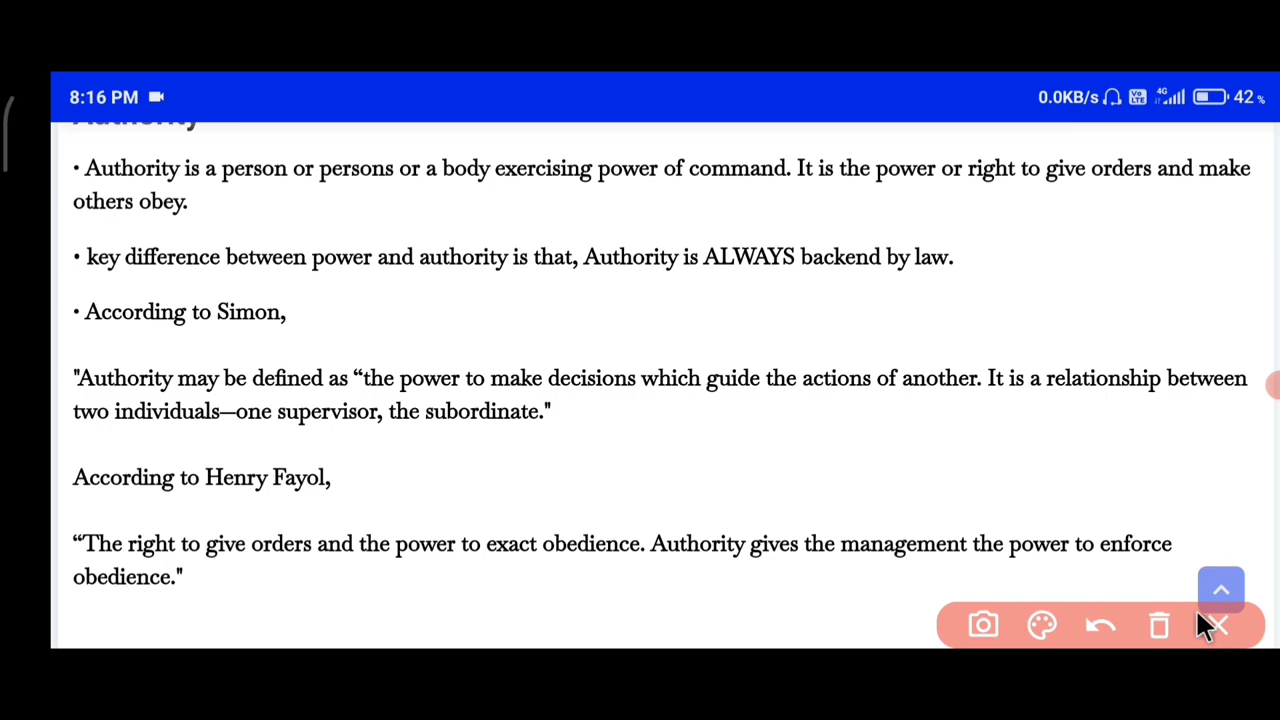 8:16 PM
0.0KB/s 4G 42 %
Authority
• Authority is a person or persons or a body exercising power of command. It is the power or right to give orders and make
others obey.
• key difference between power and authority is that, Authority is ALWAYS backend by law.
• According to Simon,
"Authority may be defined as “the power to make decisions which guide the actions of another. It is a relationship between
two individuals—one supervisor, the subordinate."
According to Henry Fayol,
“The right to give orders and the power to exact obedience. Authority gives the management the power to enforce
obedience."